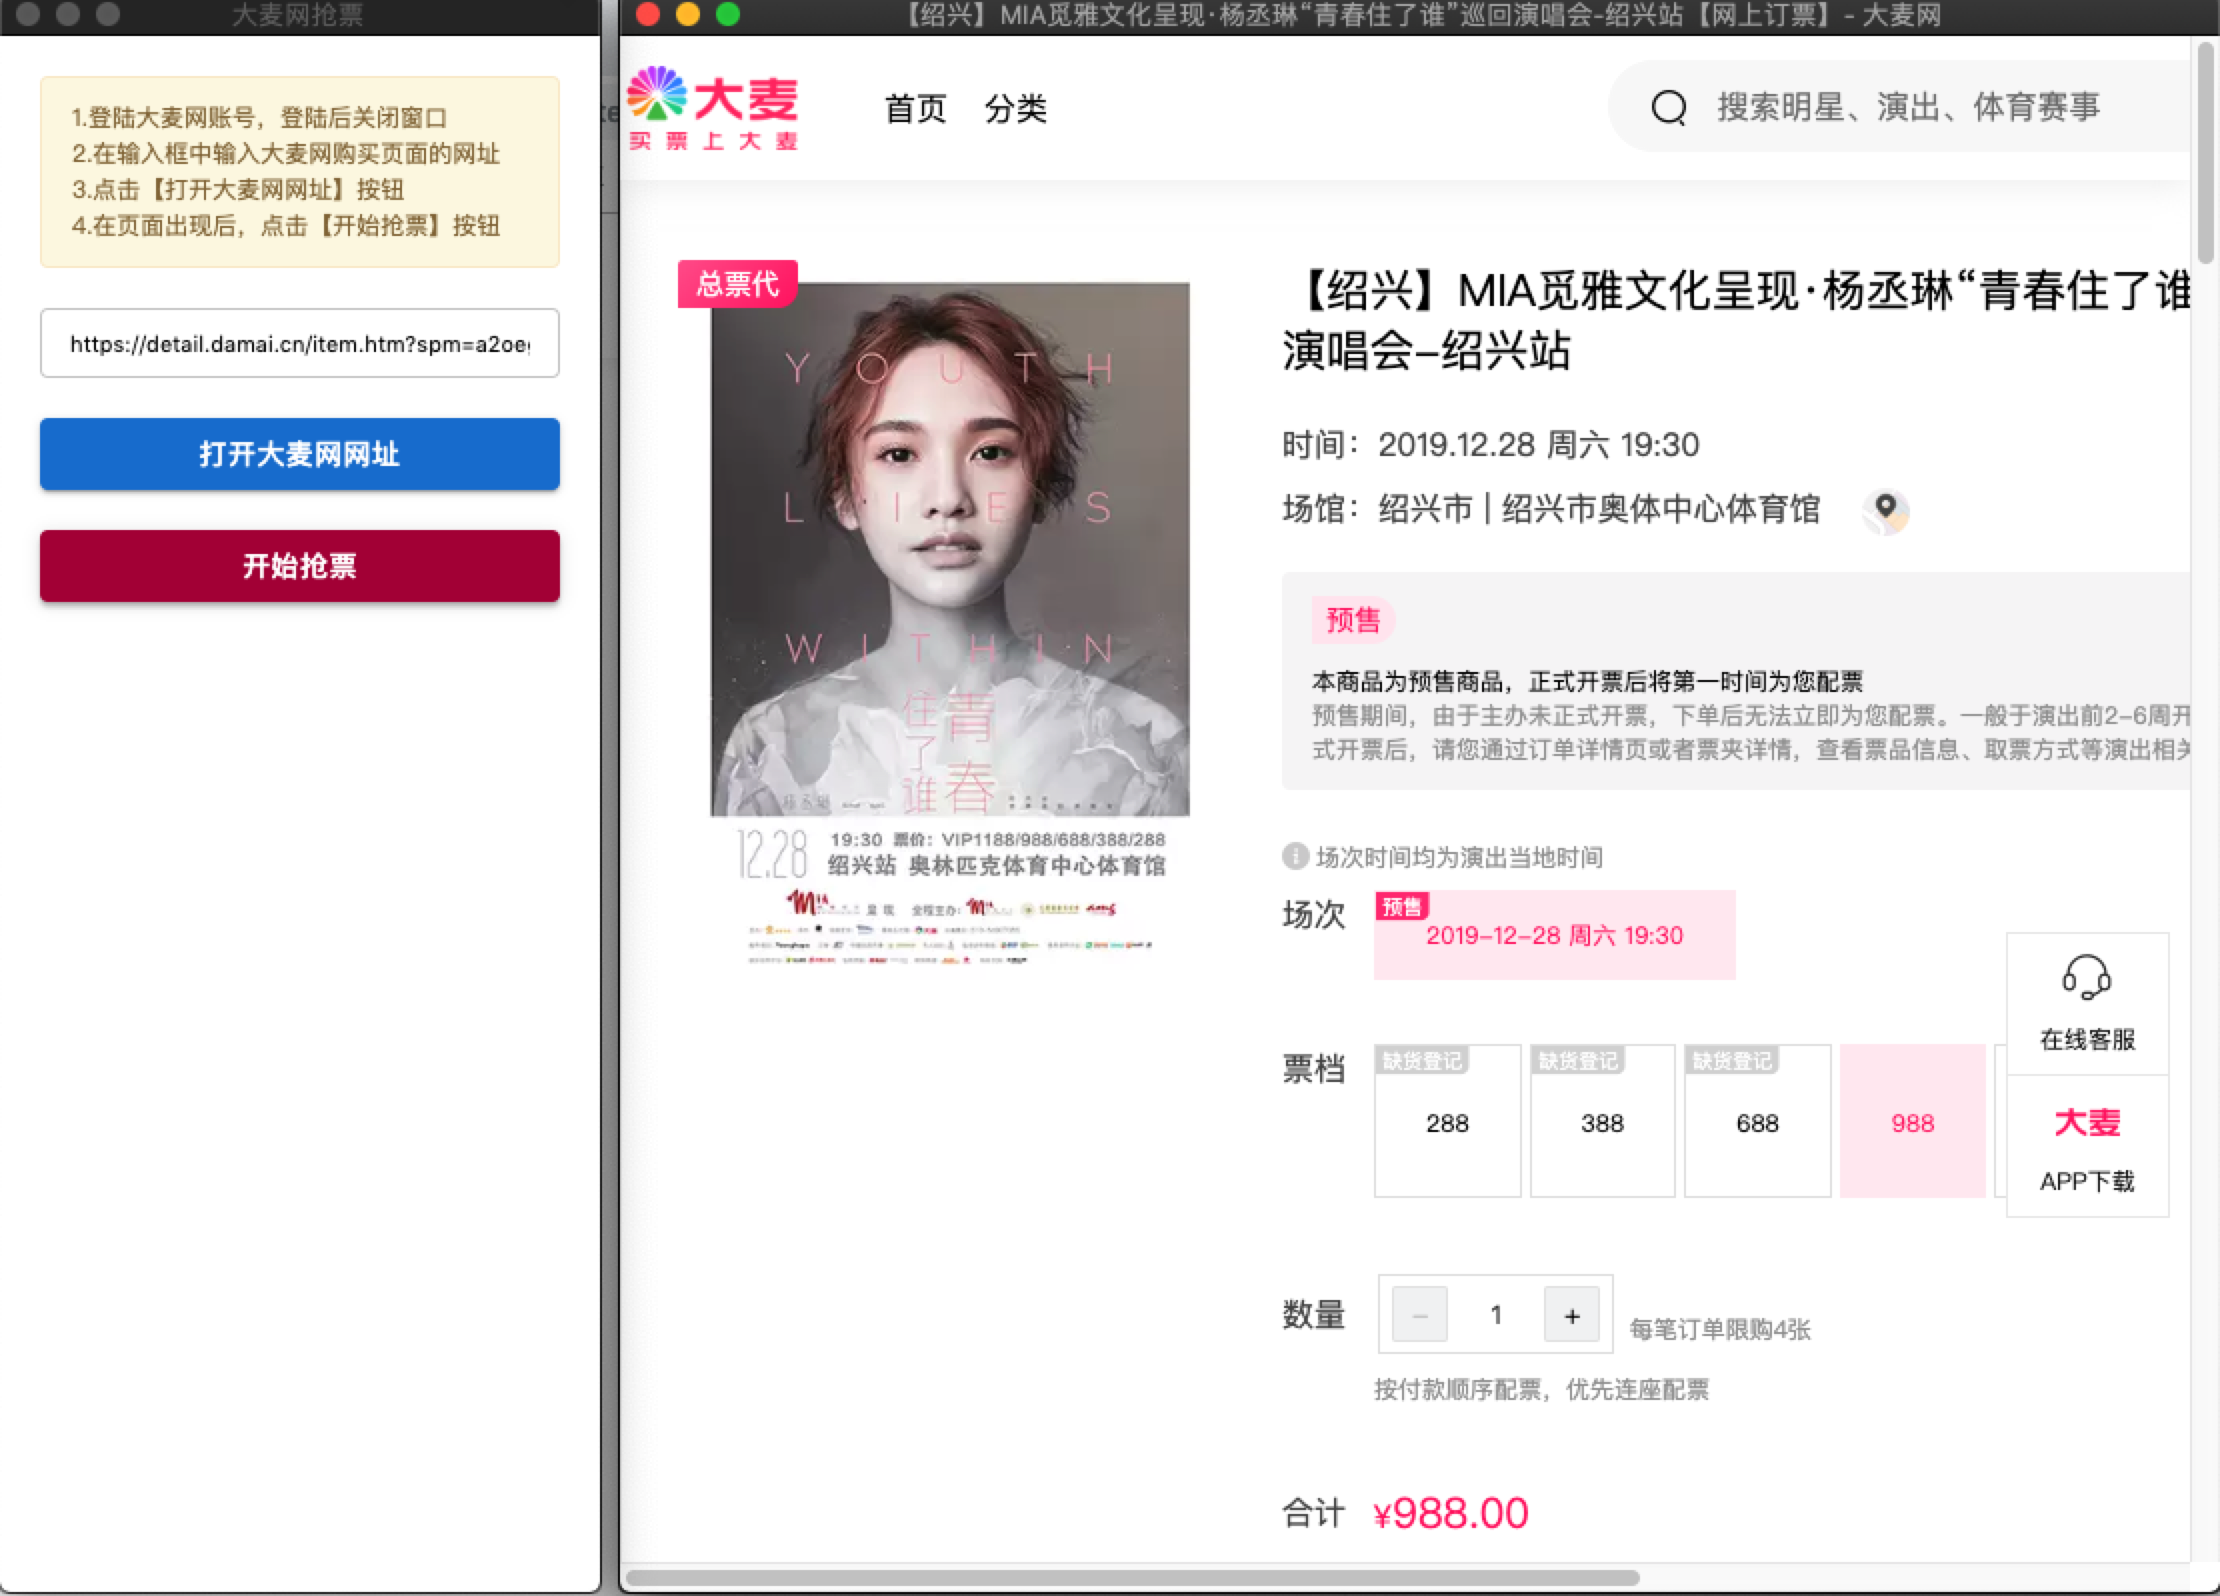 大麦网抢票
1.登陆大麦网账号，登陆后关闭窗口
2.在输入框中输入大麦网购买页面的网址
3.点击【打开大麦网网址】按钮
4.在页面出现后，点击【开始抢票】按钮
https://detail.damai.cn/item.htm?spm=a2oe
打开大麦网网址
开始抢票
【绍兴】MIA觅雅文化呈现·杨丞琳“青春住了谁”巡回演唱会-绍兴站【网上订票】- 大麦网
大麦
买票上大麦
首页 分类
搜索明星、演出、体育赛事
总票代
YOUTH
LIES
WITHIN
青春
住了谁
12.28
19:30 票价：VIP1188/988/688/388/288
绍兴站 奥林匹克体育中心体育馆
呈现 全程主办：
【绍兴】MIA觅雅文化呈现·杨丞琳“青春住了谁
演唱会-绍兴站
时间：2019.12.28 周六 19:30
场馆：绍兴市 | 绍兴市奥体中心体育馆
预售
本商品为预售商品，正式开票后将第一时间为您配票
预售期间，由于主办未正式开票，下单后无法立即为您配票。一般于演出前2-6周开
式开票后，请您通过订单详情页或者票夹详情，查看票品信息、取票方式等演出相关
场次时间均为演出当地时间
场次
预售
2019-12-28 周六 19:30
票档
缺货登记
288
缺货登记
388
缺货登记
688
988
在线客服
大麦
APP下载
数量
− 1 +
每笔订单限购4张
按付款顺序配票，优先连座配票
合计 ¥988.00